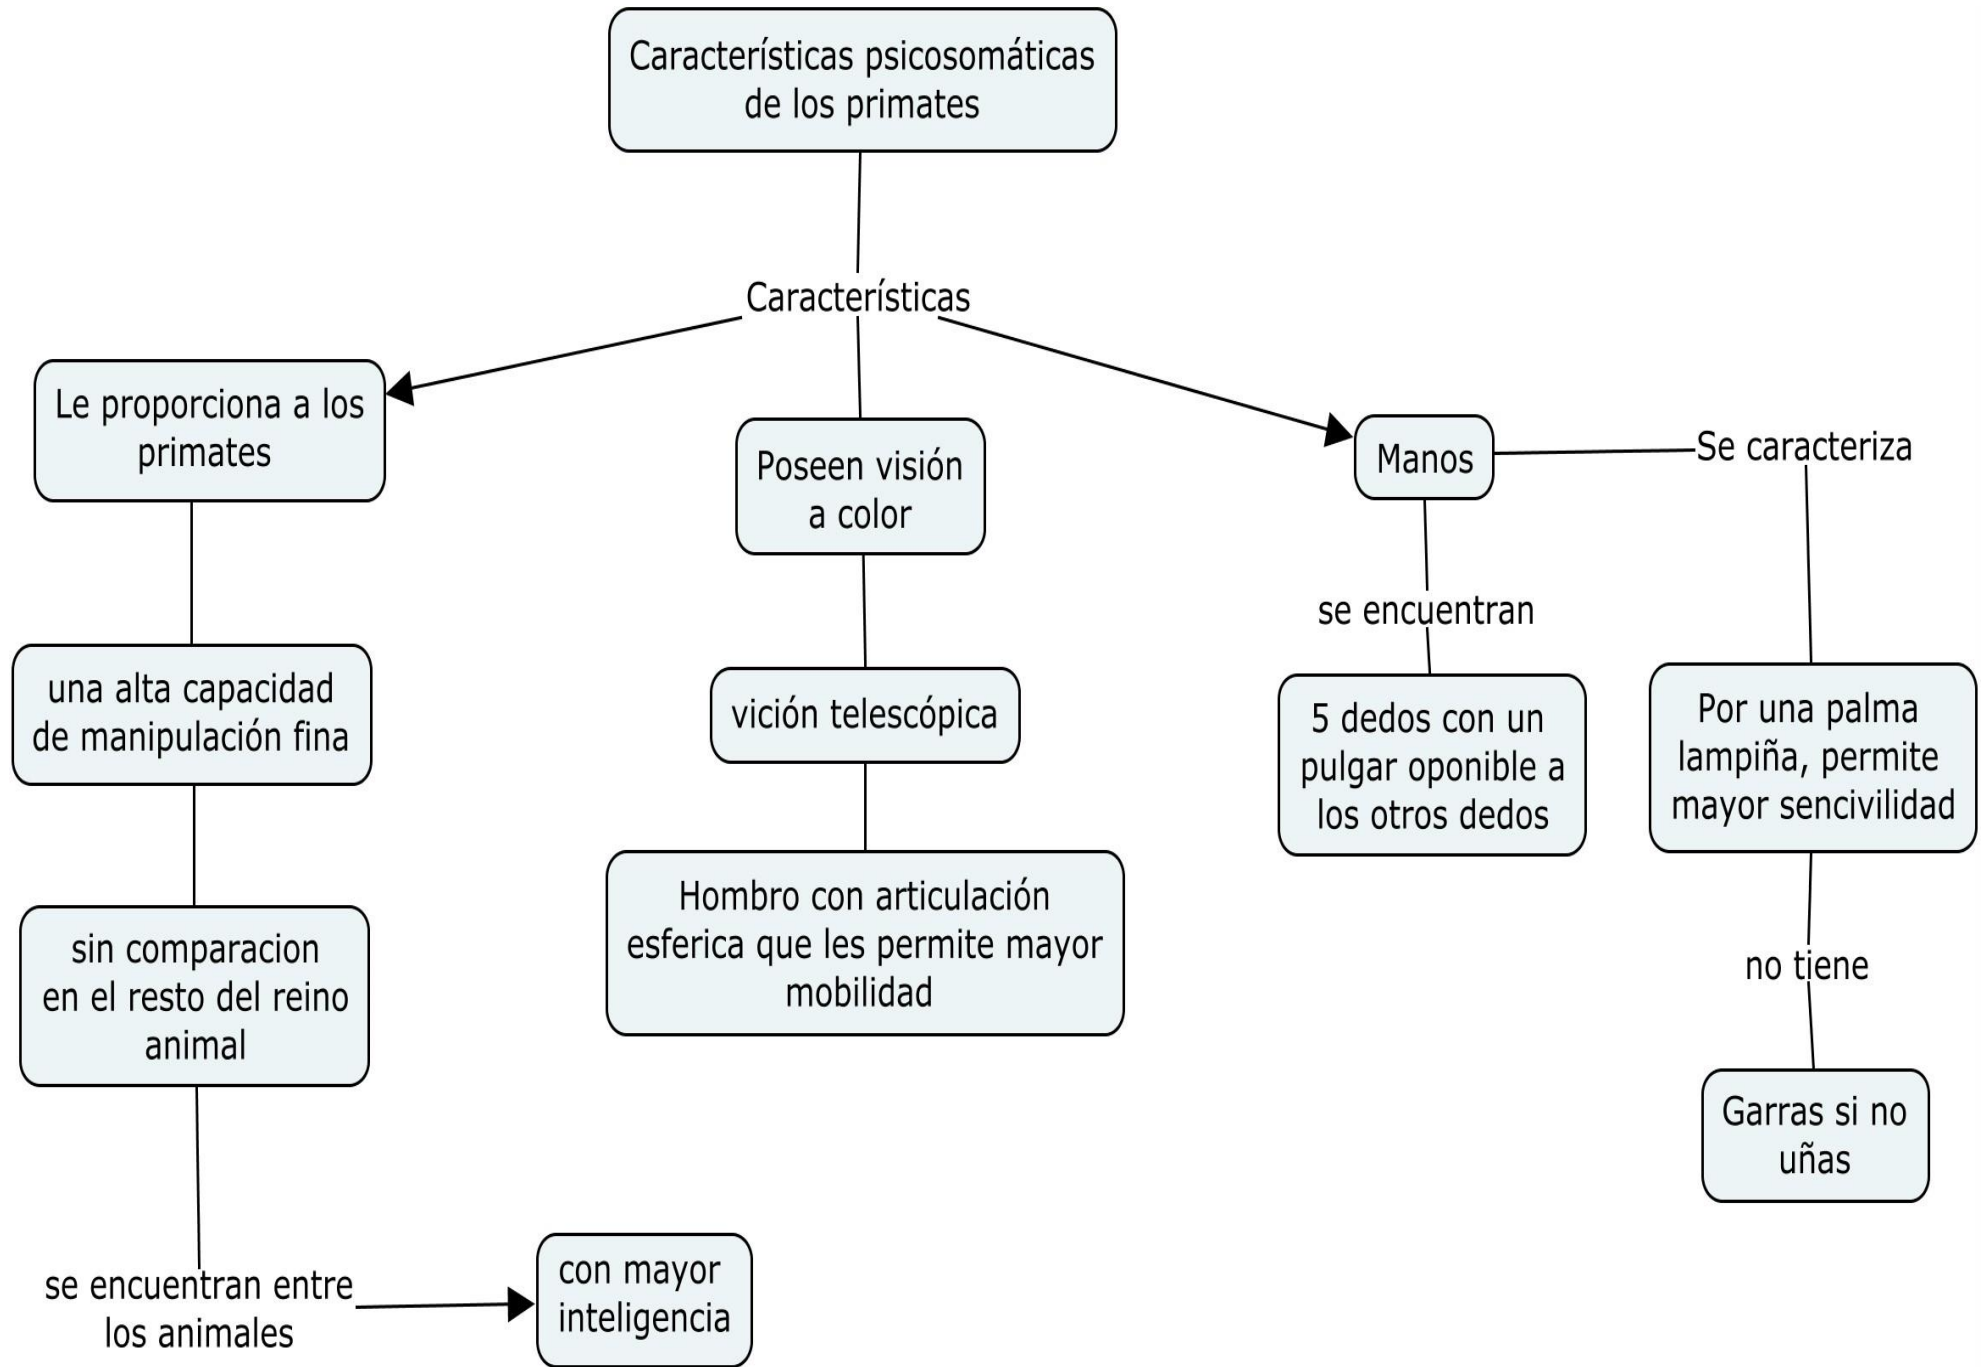 Característísticas psicosomáticas
de los primates
Característísticas
Le proporciona a los
primates
Poseen visión
a color
Manos
Se caracteriza
se encuentran
una alta capacidad
de manipulación fina
vición telescópica
5 dedos con un
pulgar oponible a
los otros dedos
Por una palma
lampiña, permite
mayor sencivilidad
sin comparacion
en el resto del reino
animal
Hombro con articulación
esferica que les permite mayor
mobilidad
no tiene
Garras si no
uñas
se encuentran entre
los animales
con mayor
inteligencia